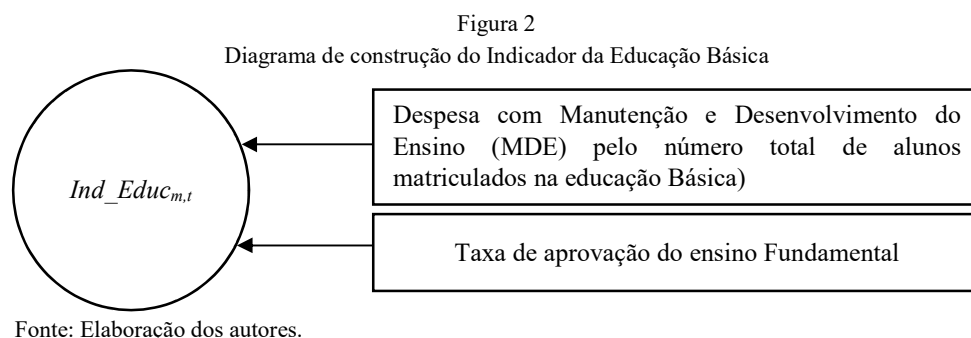 Figura 2
Diagrama de construção do Indicador da Educação Básica
Despesa com Manutenção e Desenvolvimento do
Ensino (MDE) pelo número total de alunos
matriculados na educação Básica)
Ind_Educm,t
Taxa de aprovação do ensino Fundamental
Fonte: Elaboração dos autores.